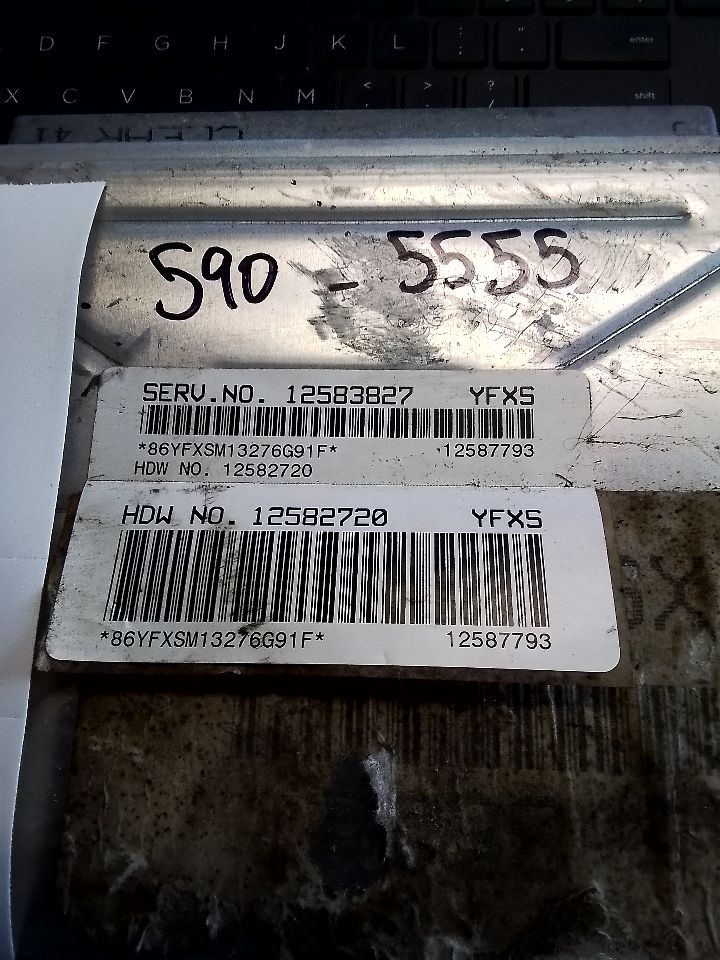 D F G H J K L : ; " ' enter
X C V B N M < , > . ? / shift
590 - 5555
SERV.NO. 12583827 YFXS
*86YFXSM13276G91F* 12587793
HDW NO. 12582720
HDW NO. 12582720 YFXS
*86YFXSM13276G91F* 12587793